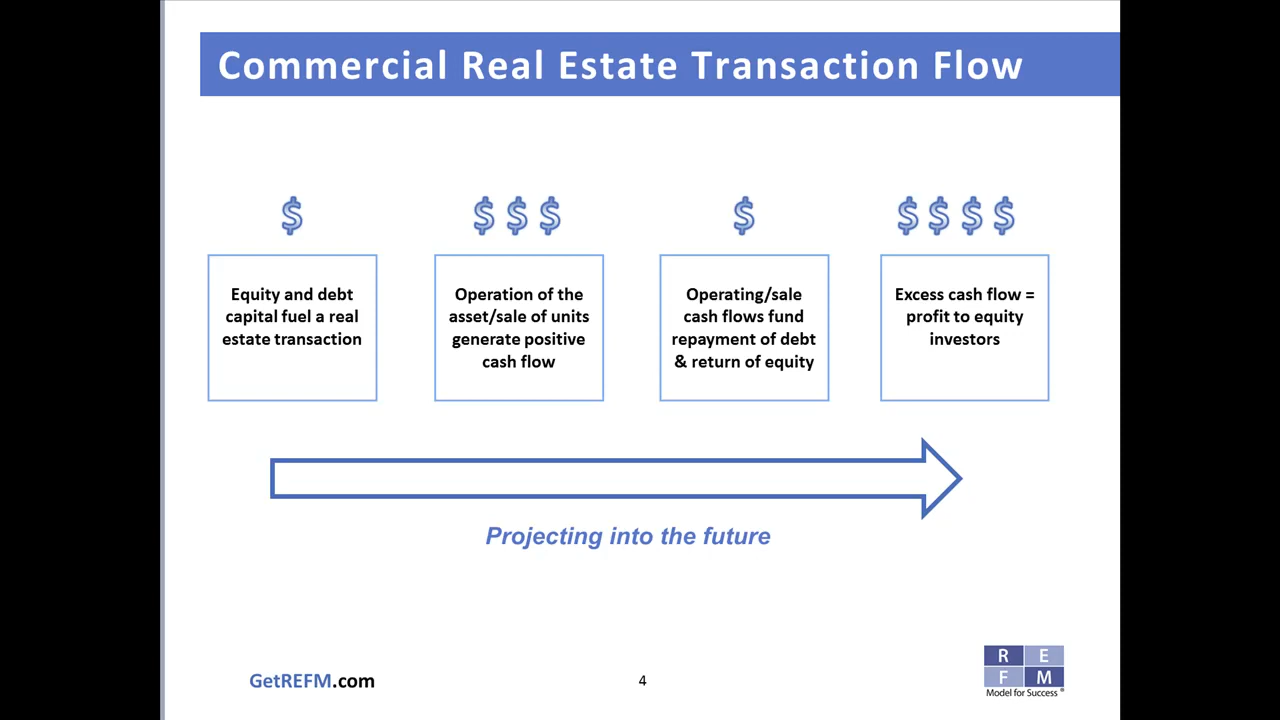 Commercial Real Estate Transaction Flow
$
$ $ $
$
$ $ $ $
Equity and debt
capital fuel a real
estate transaction
Operation of the
asset/sale of units
generate positive
cash flow
Operating/sale
cash flows fund
repayment of debt
& return of equity
Excess cash flow =
profit to equity
investors
Projecting into the future
GetREFM.com
4
R E
F M
Model for Success ®